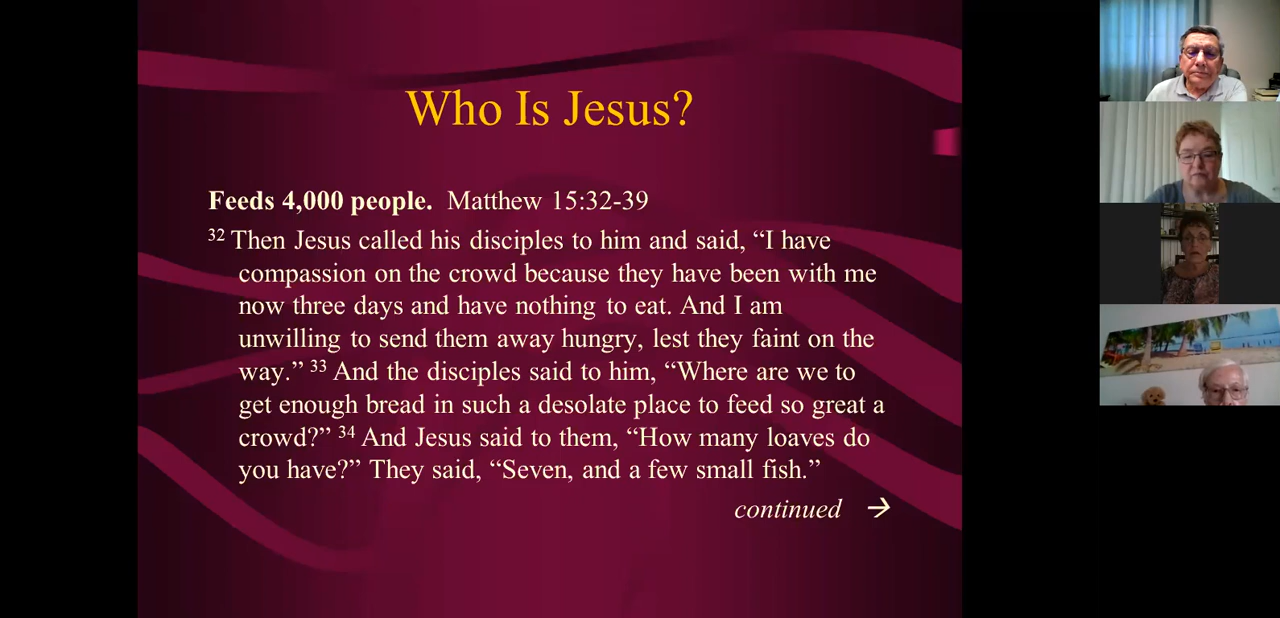 Who Is Jesus?
Feeds 4,000 people.  Matthew 15:32-39
32 Then Jesus called his disciples to him and said, “I have
compassion on the crowd because they have been with me
now three days and have nothing to eat. And I am
unwilling to send them away hungry, lest they faint on the
way.” 33 And the disciples said to him, “Where are we to
get enough bread in such a desolate place to feed so great a
crowd?” 34 And Jesus said to them, “How many loaves do
you have?” They said, “Seven, and a few small fish.”
continued →